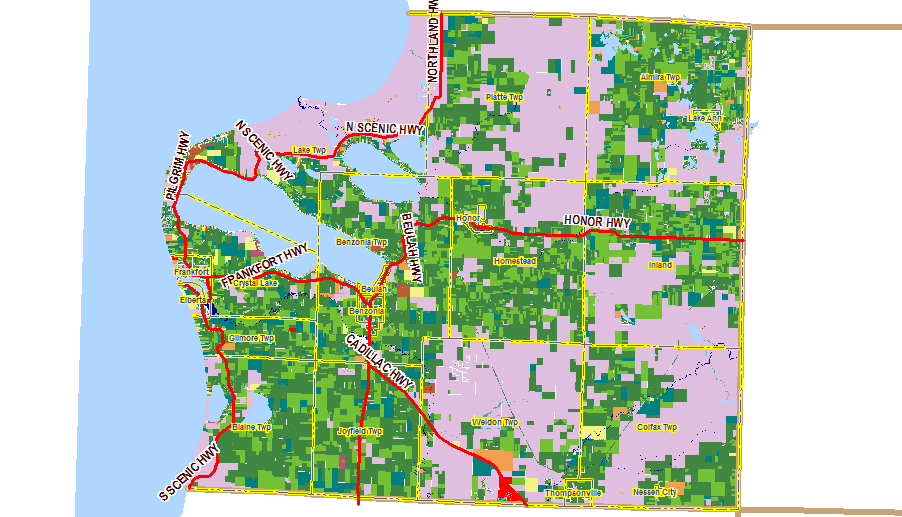 NORTHLAND HW
Almira Twp
Platte Twp
Lake Ann
N SCENIC HWY
N SCENIC HWY
Lake Twp
PILGRIM HWY
BEULAH HWY
Honor
HONOR HWY
Benzonia Twp
FRANKFORT HWY
Homestead
Inland
Frankfort
Crystal Lake
Beulah
Elberta
Benzonia
Gilmore Twp
CADILLAC HWY
Weldon Twp
Colfax Twp
Blaine Twp
Joyfield Twp
S SCENIC HWY
Thompsonville
Nessen City